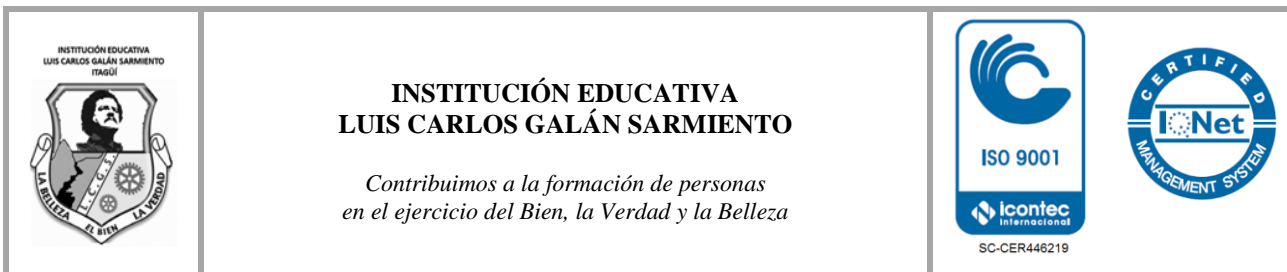 INSTITUCIÓN EDUCATIVA
LUIS CARLOS GALÁN SARMIENTO
ITAGÜÍ
L.C.G.S.
LA BELLEZA
EL BIEN
LA VERDAD
INSTITUCIÓN EDUCATIVA
LUIS CARLOS GALÁN SARMIENTO
Contribuimos a la formación de personas
en el ejercicio del Bien, la Verdad y la Belleza
ISO 9001
icontec
internacional
SC-CER446219
CERTIFIED
IQNet
MANAGEMENT SYSTEM